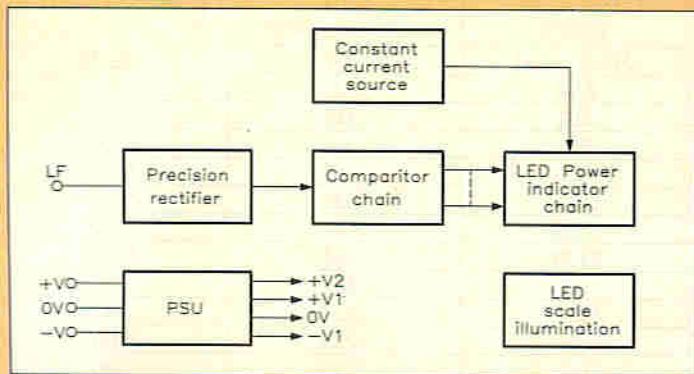 Constant
current
source
LF
Precision
rectifier
Comparitor
chain
LED Power
indicator
chain
+V
0V
-V
PSU
+V2
+V1
0V
-V1
LED
scale
illumination